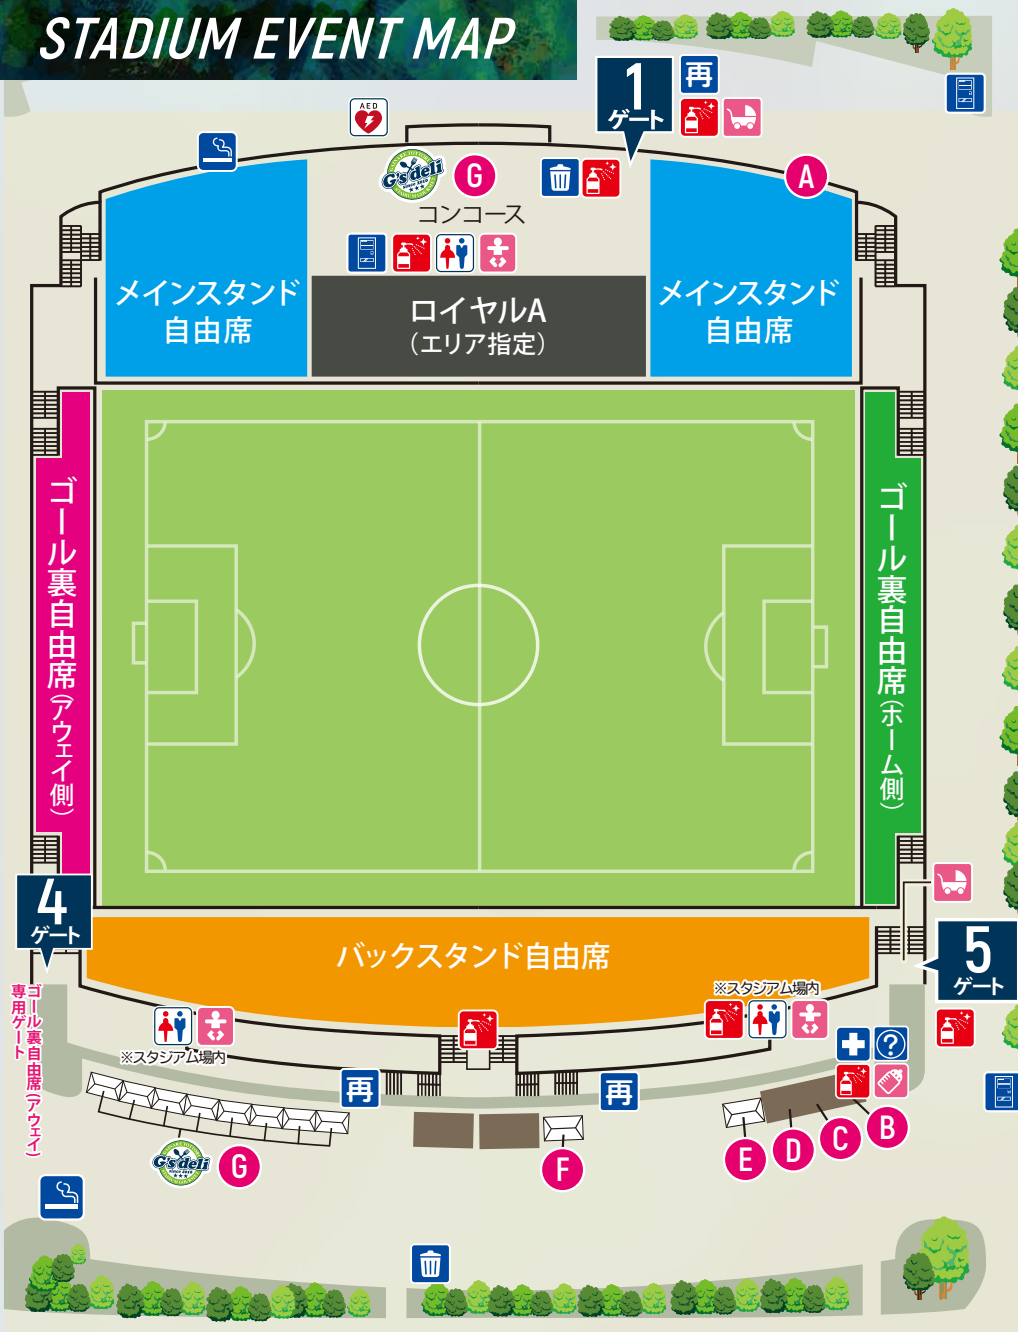 STADIUM EVENT MAP
1
ゲート
再
AED
G's deli
G
A
コンコース
メインスタンド
自由席
ロイヤルA
（エリア指定）
メインスタンド
自由席
ゴール裏自由席（アウェイ側）
ゴール裏自由席（ホーム側）
4
ゲート
バックスタンド自由席
5
ゲート
ゴール裏自由席（アウェイ）
専用ゲート
※スタジアム場内
※スタジアム場内
再
再
?
G's deli
G
F
E
D
C
B